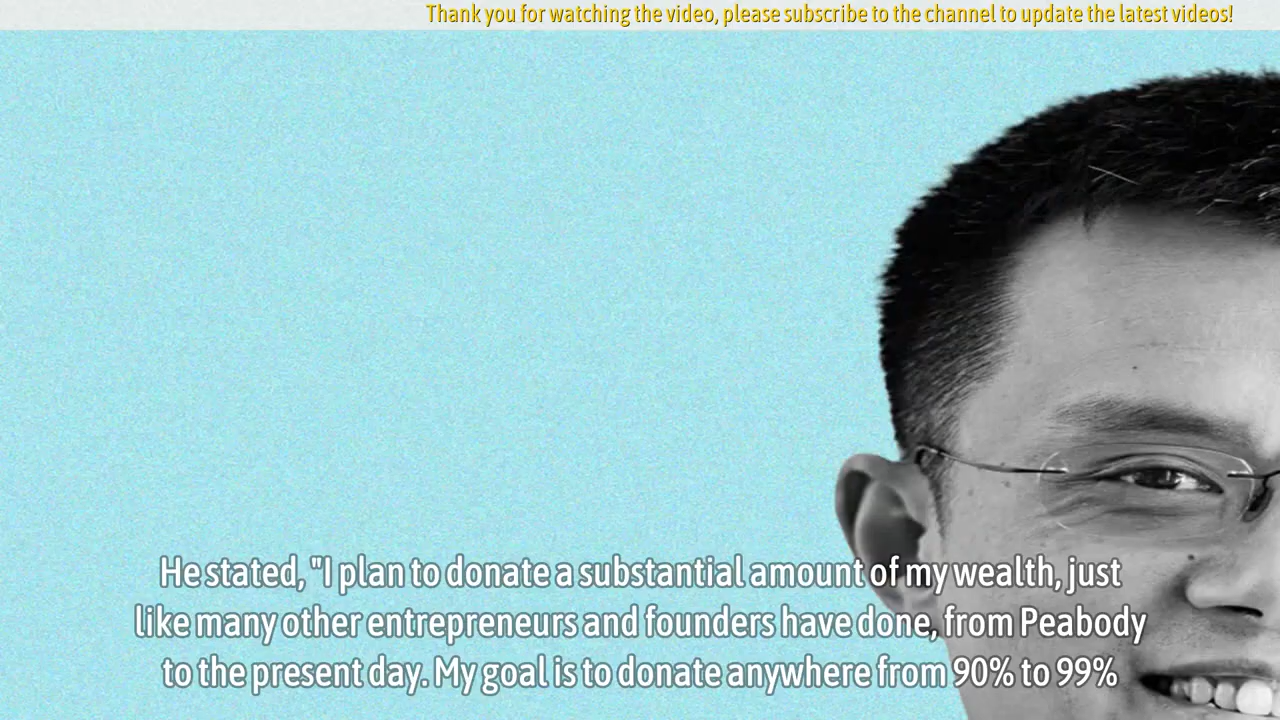 Thank you for watching the video, please subscribe to the channel to update the latest videos!
He stated, "I plan to donate a substantial amount of my wealth, just
like many other entrepreneurs and founders have done, from Peabody
to the present day. My goal is to donate anywhere from 90% to 99%